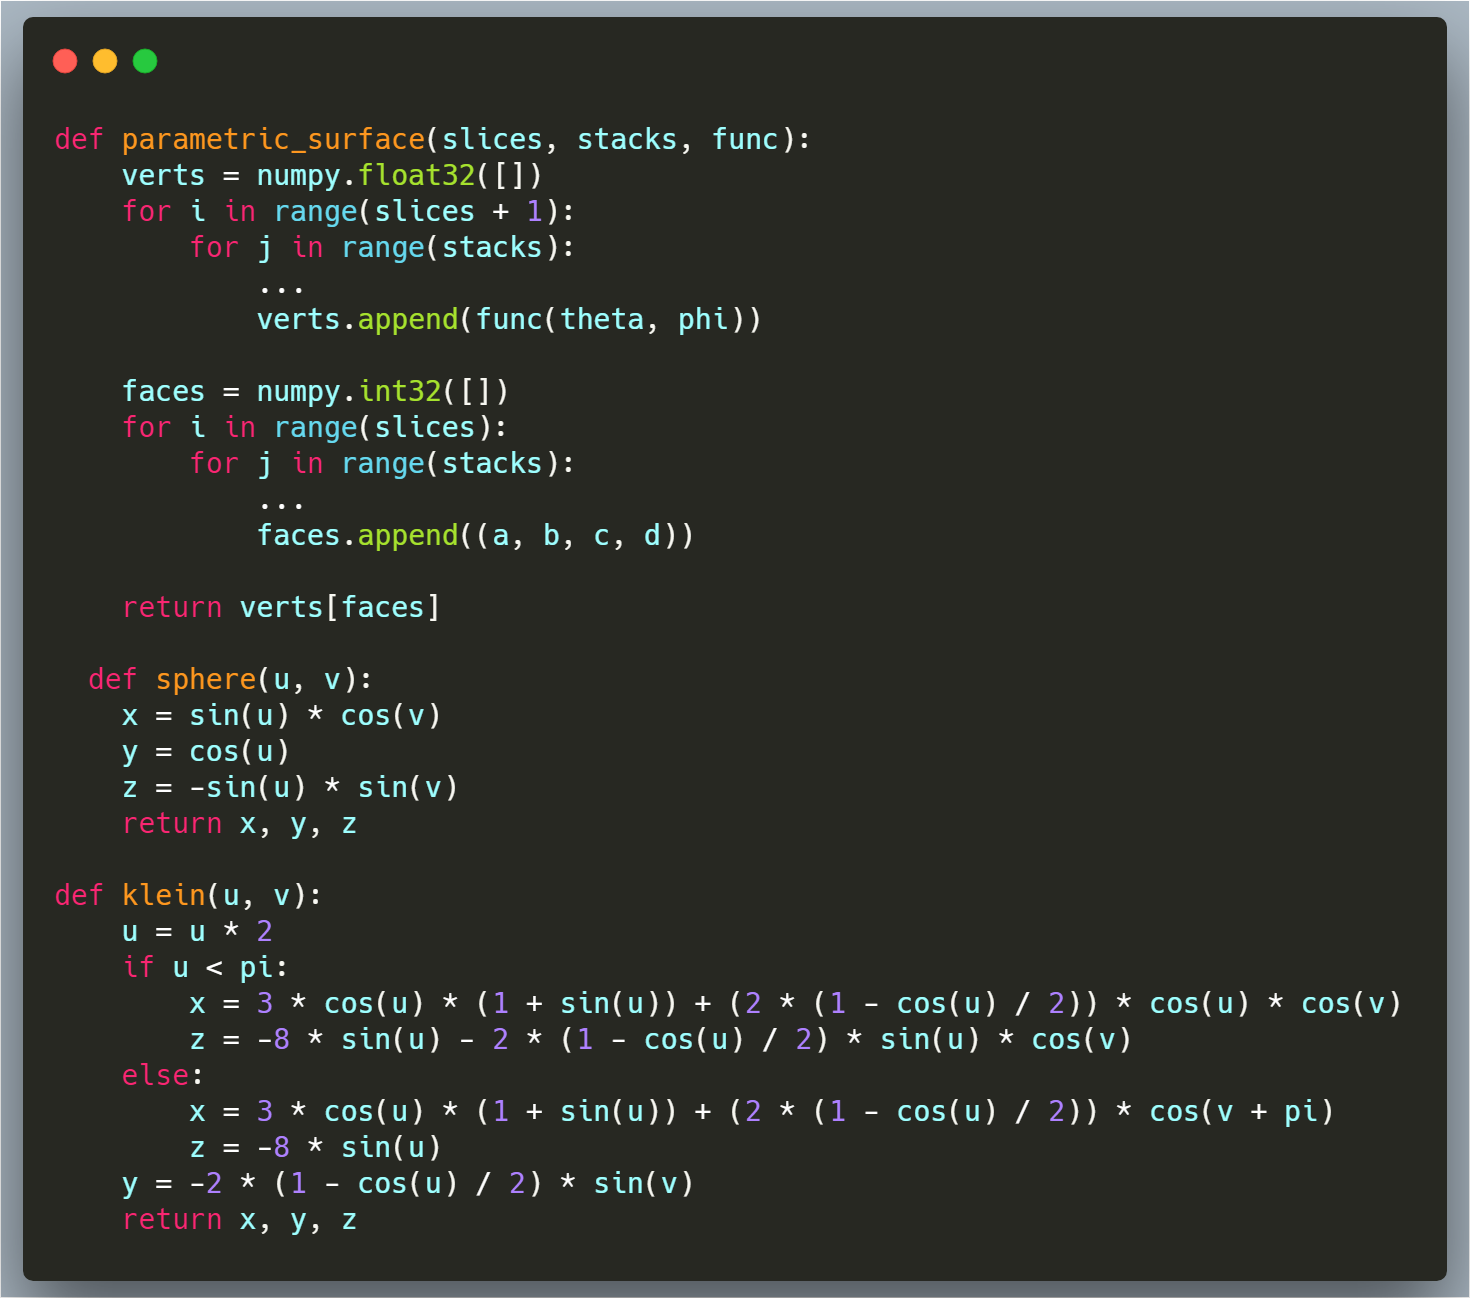 def parametric_surface(slices, stacks, func):
    verts = numpy.float32([])
    for i in range(slices + 1):
        for j in range(stacks):
            ...
            verts.append(func(theta, phi))

    faces = numpy.int32([])
    for i in range(slices):
        for j in range(stacks):
            ...
            faces.append((a, b, c, d))

    return verts[faces]

  def sphere(u, v):
    x = sin(u) * cos(v)
    y = cos(u)
    z = -sin(u) * sin(v)
    return x, y, z

def klein(u, v):
    u = u * 2
    if u < pi:
        x = 3 * cos(u) * (1 + sin(u)) + (2 * (1 - cos(u) / 2)) * cos(u) * cos(v)
        z = -8 * sin(u) - 2 * (1 - cos(u) / 2) * sin(u) * cos(v)
    else:
        x = 3 * cos(u) * (1 + sin(u)) + (2 * (1 - cos(u) / 2)) * cos(v + pi)
        z = -8 * sin(u)
    y = -2 * (1 - cos(u) / 2) * sin(v)
    return x, y, z